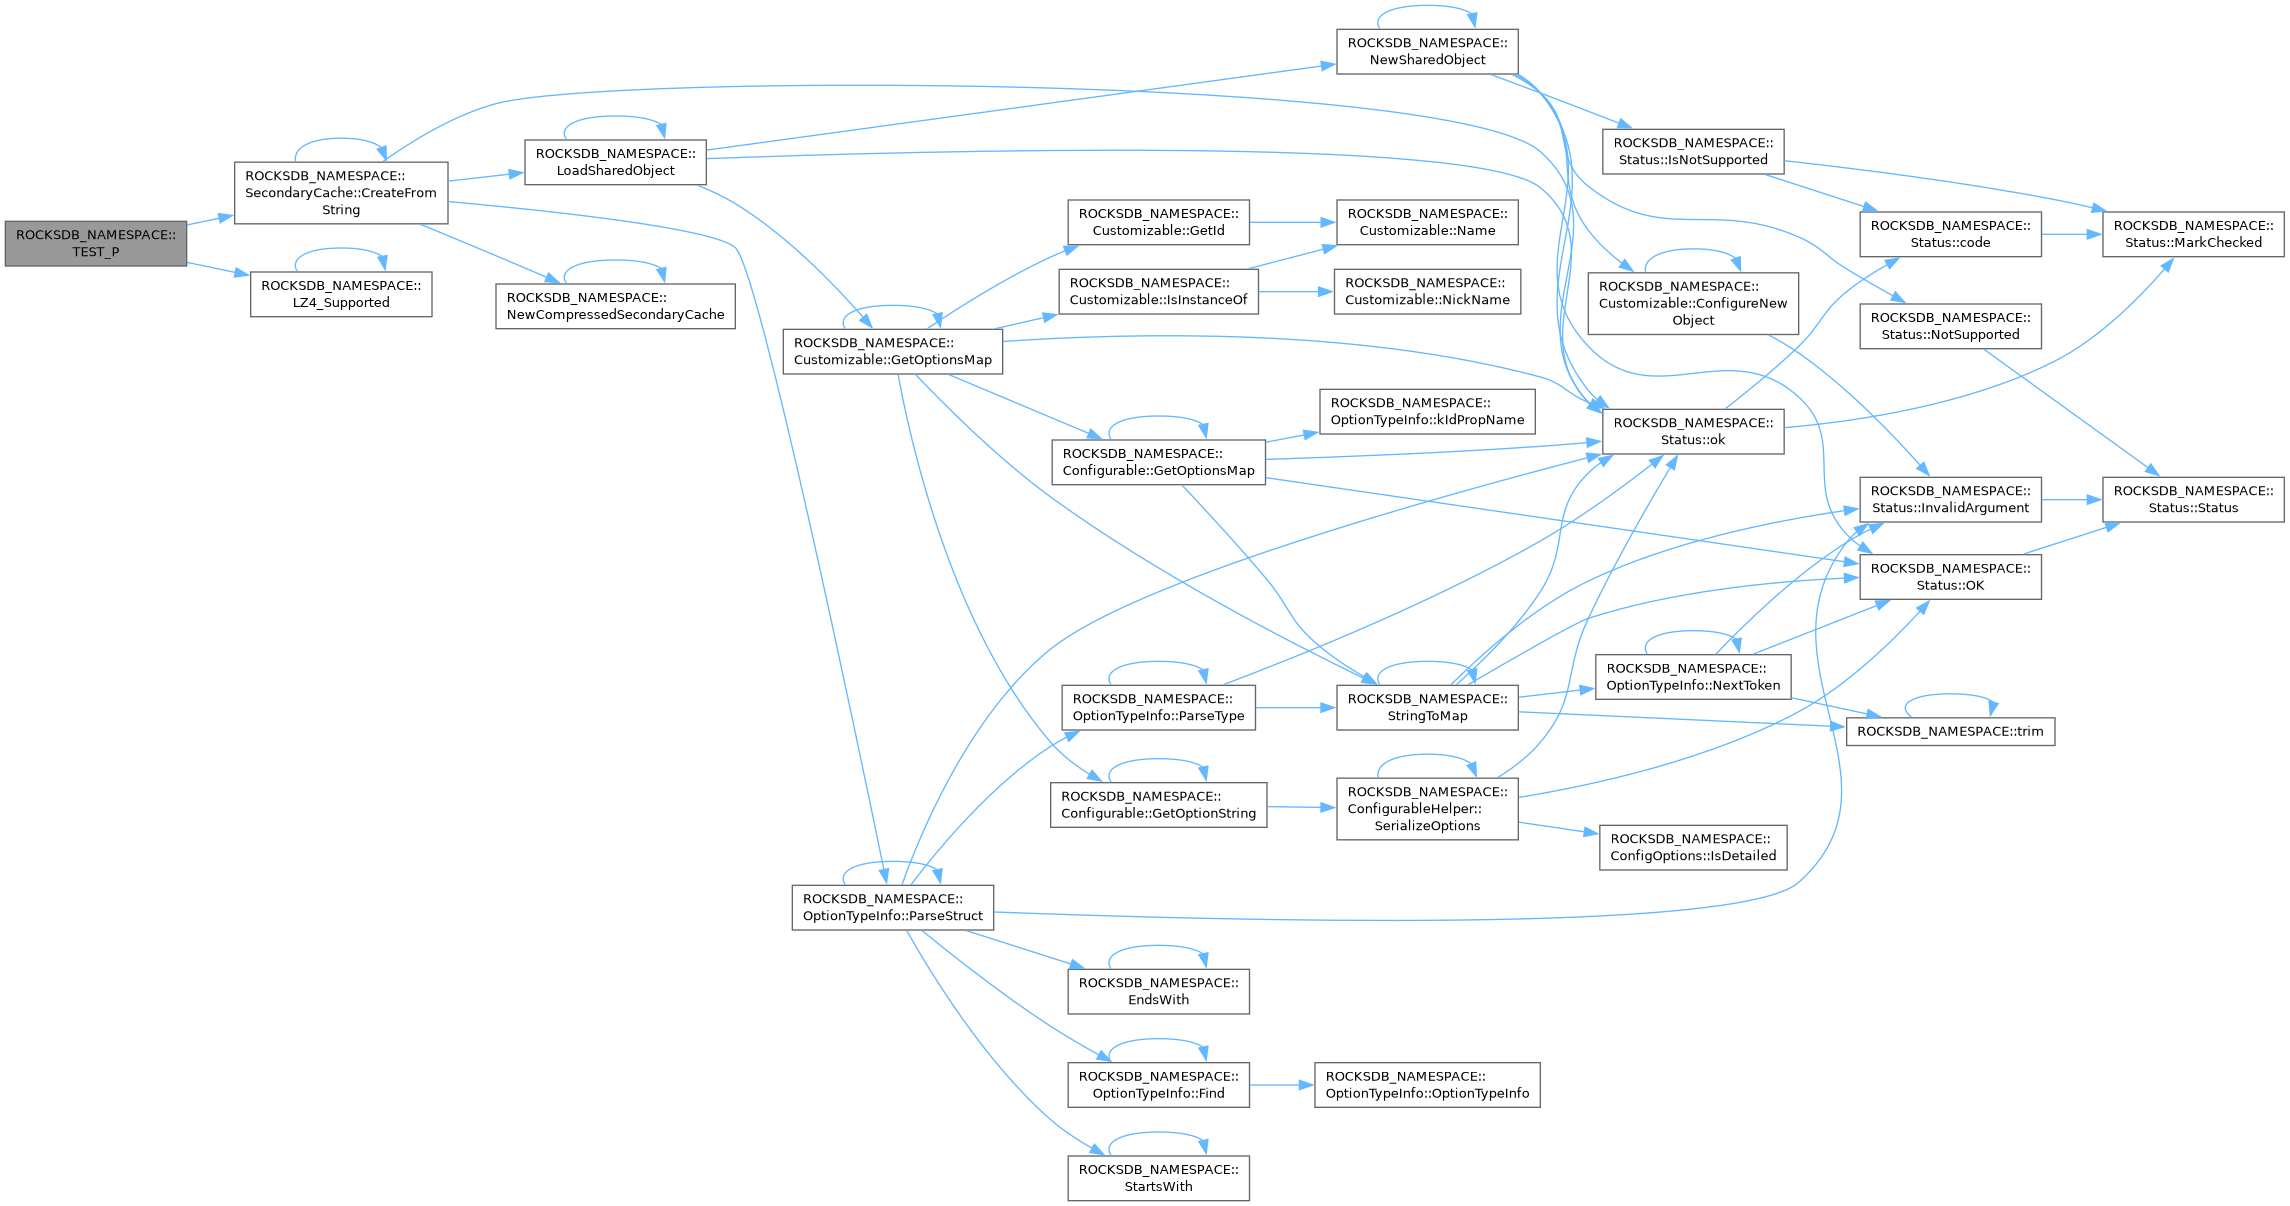 ROCKSDB_NAMESPACE::
TEST_P
ROCKSDB_NAMESPACE::
SecondaryCache::CreateFrom
String
ROCKSDB_NAMESPACE::
LZ4_Supported
ROCKSDB_NAMESPACE::
LoadSharedObject
ROCKSDB_NAMESPACE::
NewCompressedSecondaryCache
ROCKSDB_NAMESPACE::
Customizable::GetOptionsMap
ROCKSDB_NAMESPACE::
OptionTypeInfo::ParseStruct
ROCKSDB_NAMESPACE::
Customizable::GetId
ROCKSDB_NAMESPACE::
Customizable::IsInstanceOf
ROCKSDB_NAMESPACE::
Configurable::GetOptionsMap
ROCKSDB_NAMESPACE::
OptionTypeInfo::ParseType
ROCKSDB_NAMESPACE::
Configurable::GetOptionString
ROCKSDB_NAMESPACE::
EndsWith
ROCKSDB_NAMESPACE::
OptionTypeInfo::Find
ROCKSDB_NAMESPACE::
StartsWith
ROCKSDB_NAMESPACE::
NewSharedObject
ROCKSDB_NAMESPACE::
Customizable::Name
ROCKSDB_NAMESPACE::
Customizable::NickName
ROCKSDB_NAMESPACE::
OptionTypeInfo::kIdPropName
ROCKSDB_NAMESPACE::
StringToMap
ROCKSDB_NAMESPACE::
ConfigurableHelper::
SerializeOptions
ROCKSDB_NAMESPACE::
OptionTypeInfo::OptionTypeInfo
ROCKSDB_NAMESPACE::
Status::IsNotSupported
ROCKSDB_NAMESPACE::
Customizable::ConfigureNew
Object
ROCKSDB_NAMESPACE::
Status::ok
ROCKSDB_NAMESPACE::
OptionTypeInfo::NextToken
ROCKSDB_NAMESPACE::
ConfigOptions::IsDetailed
ROCKSDB_NAMESPACE::
Status::code
ROCKSDB_NAMESPACE::
Status::NotSupported
ROCKSDB_NAMESPACE::
Status::InvalidArgument
ROCKSDB_NAMESPACE::
Status::OK
ROCKSDB_NAMESPACE::trim
ROCKSDB_NAMESPACE::
Status::MarkChecked
ROCKSDB_NAMESPACE::
Status::Status